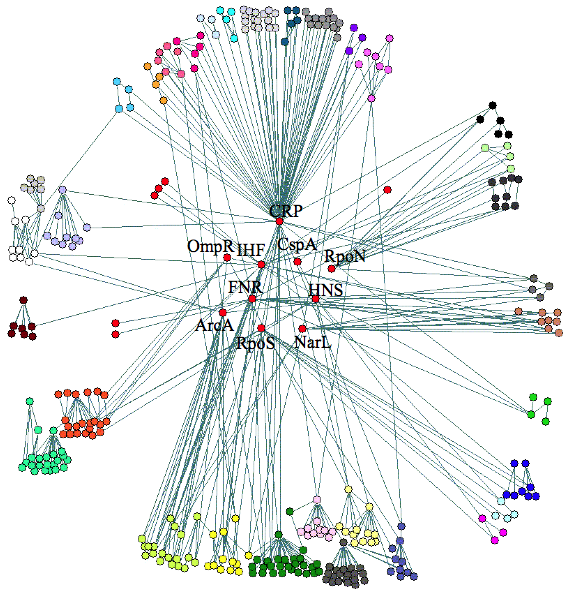 CRP
OmpR IHF CspA RpoN
FNR HNS
ArcA RpoS NarL